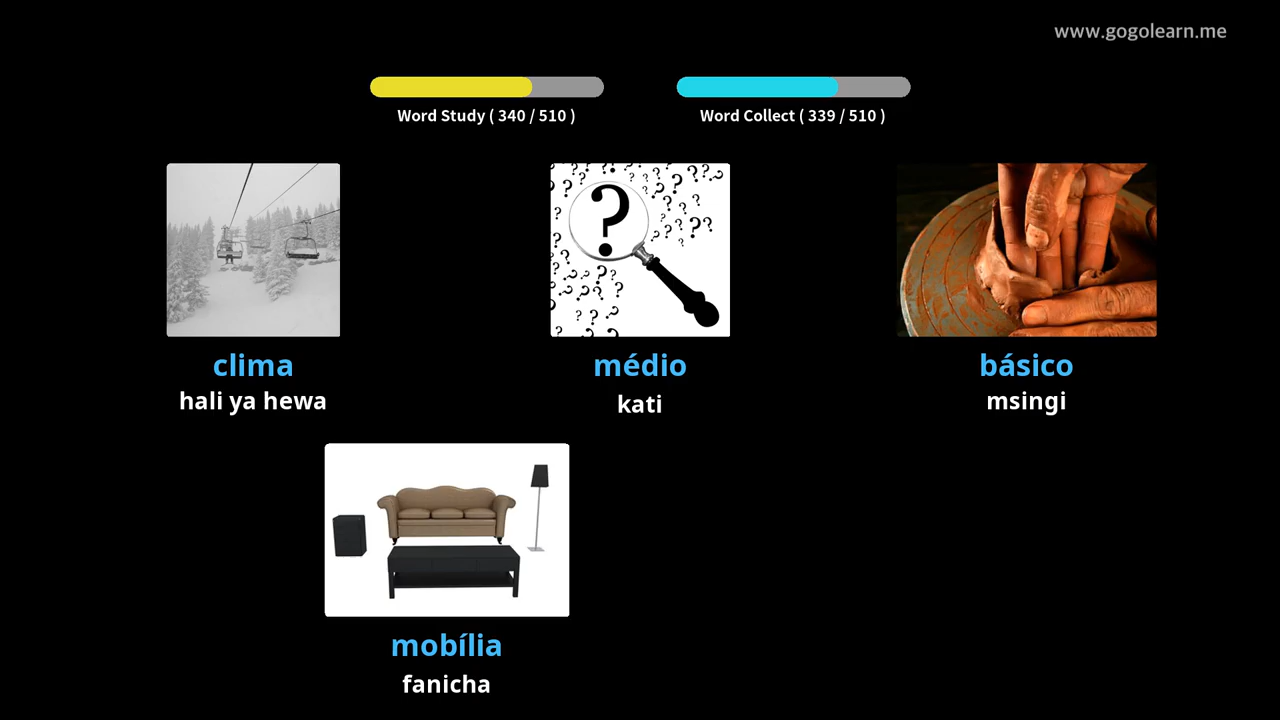 www.gogolearn.me
Word Study ( 340 / 510 )
Word Collect ( 339 / 510 )
clima
hali ya hewa
médio
kati
básico
msingi
mobília
fanicha